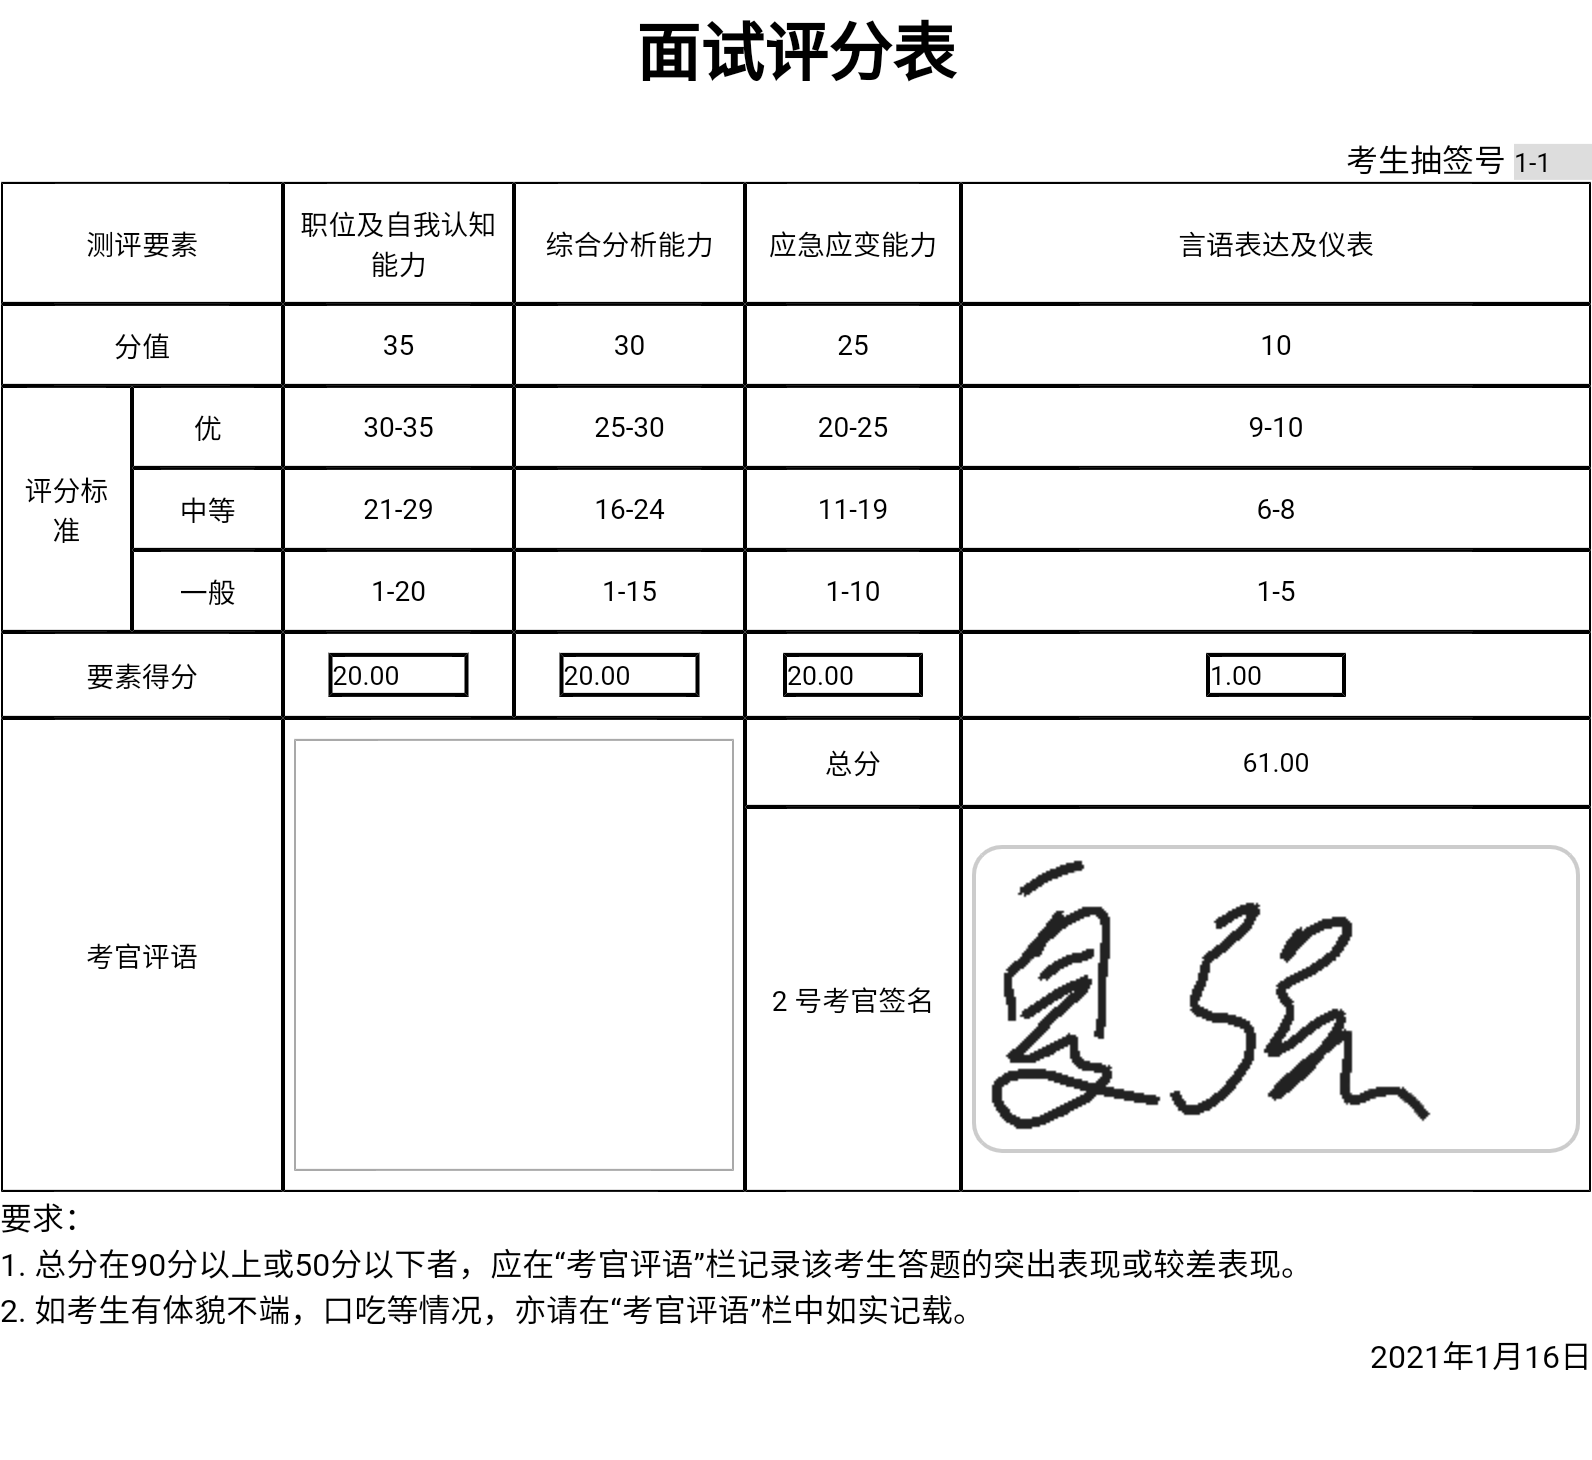 面试评分表
考生抽签号 1-1
测评要素 职位及自我认知能力 综合分析能力 应急应变能力 言语表达及仪表
分值 35 30 25 10
评分标准 优 30-35 25-30 20-25 9-10
中等 21-29 16-24 11-19 6-8
一般 1-20 1-15 1-10 1-5
要素得分 20.00 20.00 20.00 1.00
考官评语 总分 61.00
2 号考官签名 夏强
要求：
1. 总分在90分以上或50分以下者，应在“考官评语”栏记录该考生答题的突出表现或较差表现。
2. 如考生有体貌不端，口吃等情况，亦请在“考官评语”栏中如实记载。
2021年1月16日